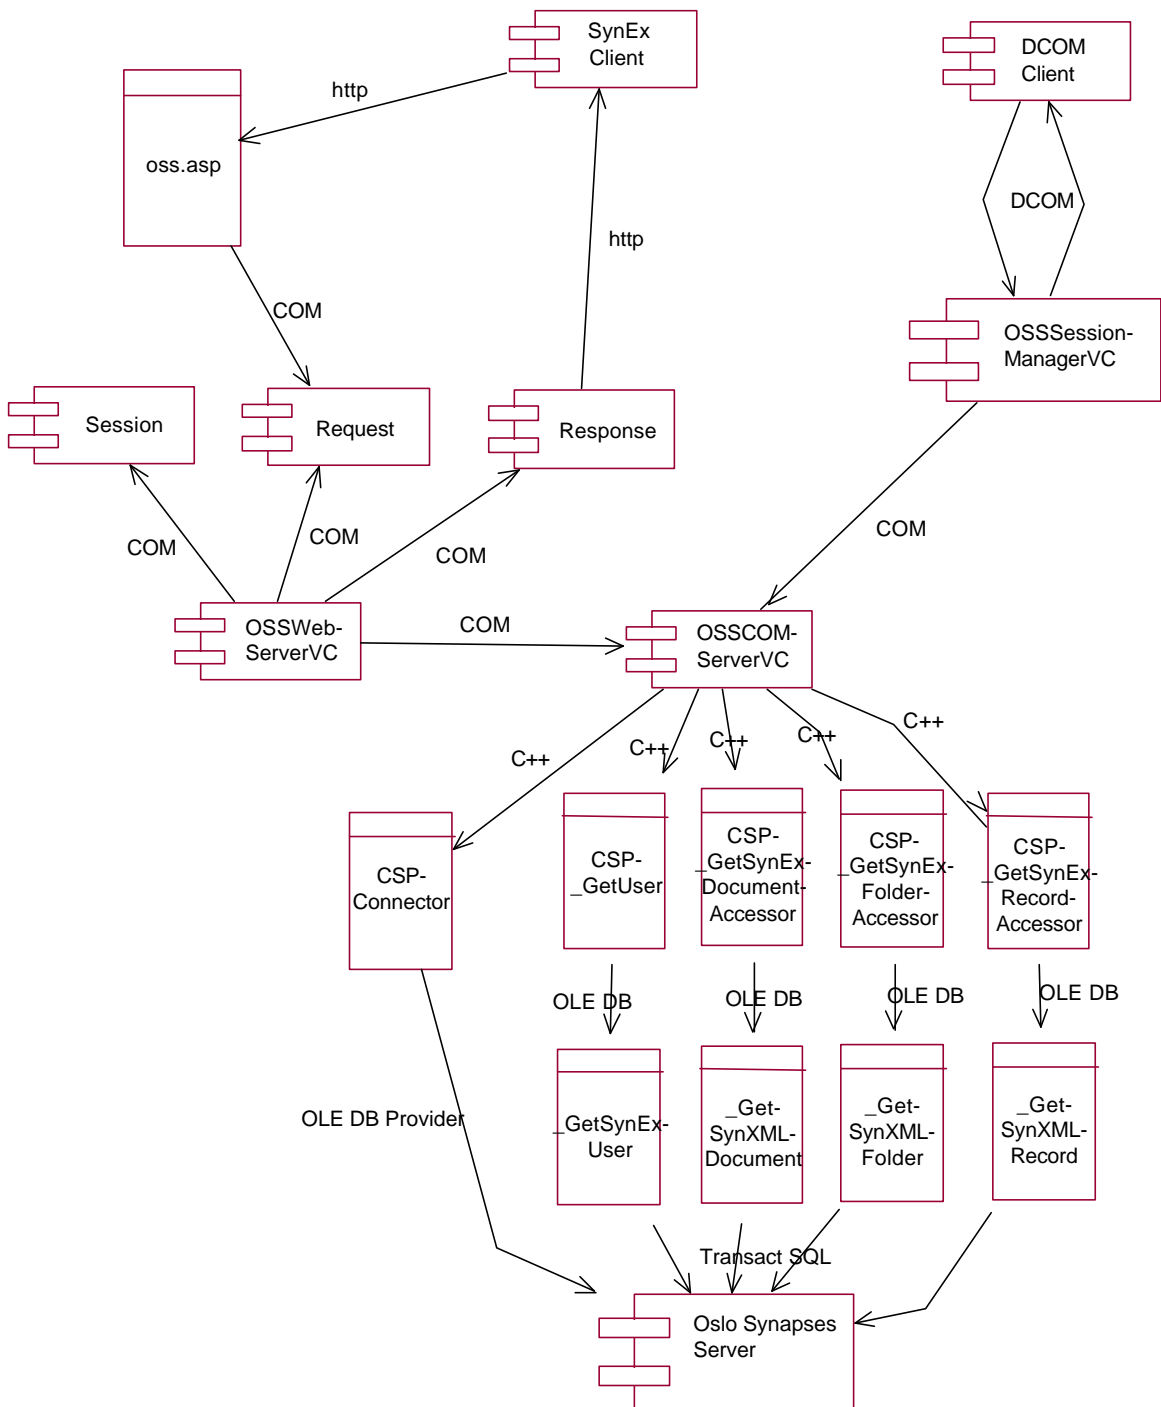 SynEx
Client
DCOM
Client
http
oss.asp
DCOM
http
COM
OSSSession-
ManagerVC
Session
Request
Response
COM
COM
COM
COM
OSSWeb-
ServerVC
COM
OSSCOM-
ServerVC
C++
C++
C++
C++
C++
CSP-
Connector
CSP-
_GetUser
CSP-
_GetSynEx-
Document-
Accessor
CSP-
_GetSynEx-
Folder-
Accessor
CSP-
_GetSynEx-
Record-
Accessor
OLE DB
OLE DB
OLE DB
OLE DB
OLE DB Provider
_GetSynEx-
User
_Get-
SynXML-
Document
_Get-
SynXML-
Folder
_Get-
SynXML-
Record
Transact SQL
Oslo Synapses
Server